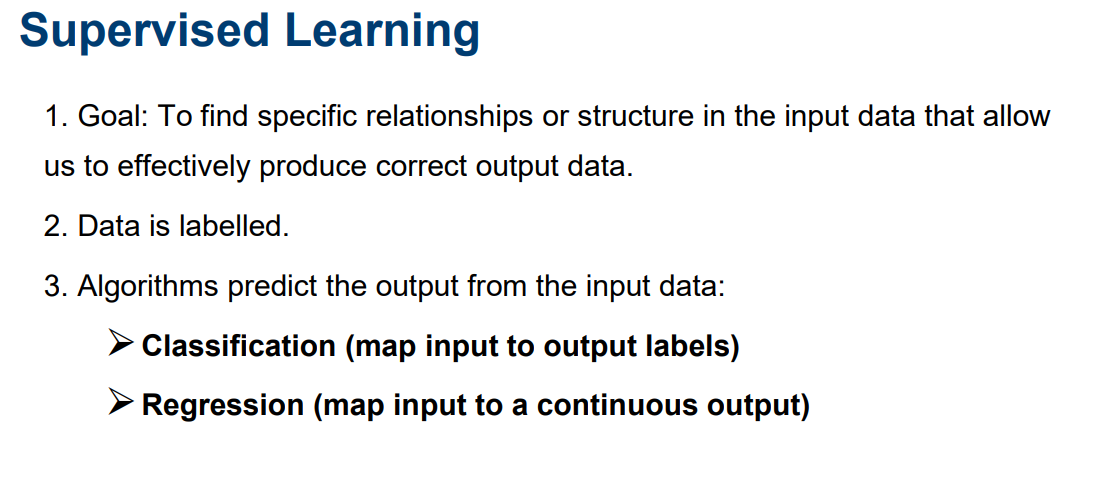 Supervised Learning
1. Goal: To find specific relationships or structure in the input data that allow
us to effectively produce correct output data.
2. Data is labelled.
3. Algorithms predict the output from the input data:
➢ Classification (map input to output labels)
➢ Regression (map input to a continuous output)